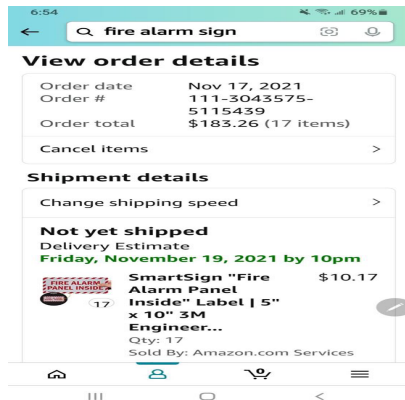 6:54 69%
fire alarm sign
View order details
Order date Nov 17, 2021
Order # 111-3043575-
5115439
Order total $183.26 (17 items)
Cancel items >
Shipment details
Change shipping speed >
Not yet shipped
Delivery Estimate
Friday, November 19, 2021 by 10pm
FIRE ALARM
PANEL INSIDE
17
SmartSign "Fire $10.17
Alarm Panel
Inside" Label | 5"
x 10" 3M
Engineer...
Qty: 17
Sold By: Amazon.com Services
0